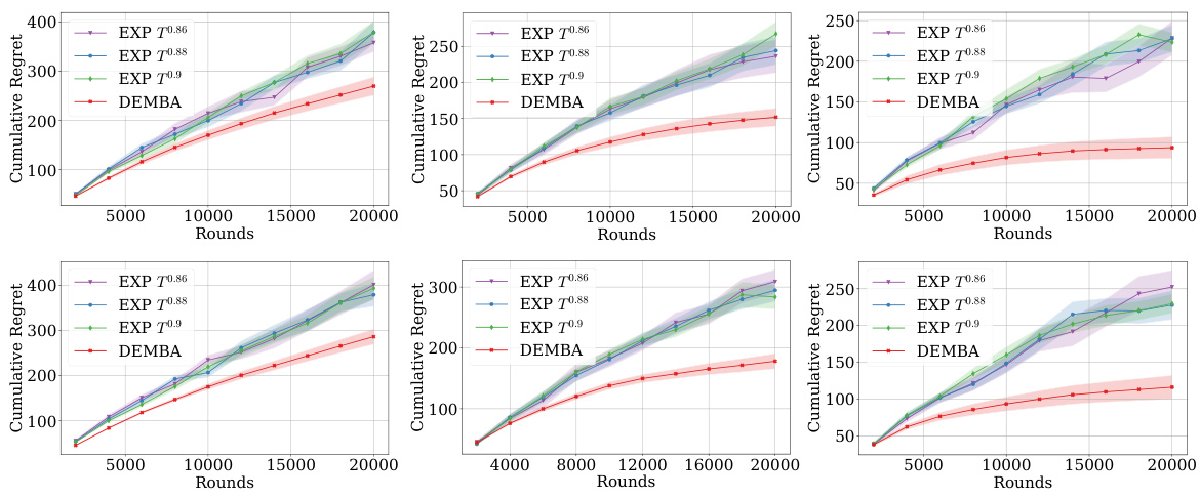 Cumulative Regret
400
300
200
100
EXP T^0.86
EXP T^0.88
EXP T^0.9
DEMBA
5000 10000 15000 20000
Rounds
Cumulative Regret
250
200
150
100
50
EXP T^0.86
EXP T^0.88
EXP T^0.9
DEMBA
5000 10000 15000 20000
Rounds
Cumulative Regret
250
200
150
100
50
EXP T^0.86
EXP T^0.88
EXP T^0.9
DEMBA
5000 10000 15000 20000
Rounds
Cumulative Regret
400
300
200
100
EXP T^0.86
EXP T^0.88
EXP T^0.9
DEMBA
5000 10000 15000 20000
Rounds
Cumulative Regret
300
200
100
EXP T^0.86
EXP T^0.88
EXP T^0.9
DEMBA
4000 8000 12000 16000 20000
Rounds
Cumulative Regret
250
200
150
100
50
EXP T^0.86
EXP T^0.88
EXP T^0.9
DEMBA
5000 10000 15000 20000
Rounds